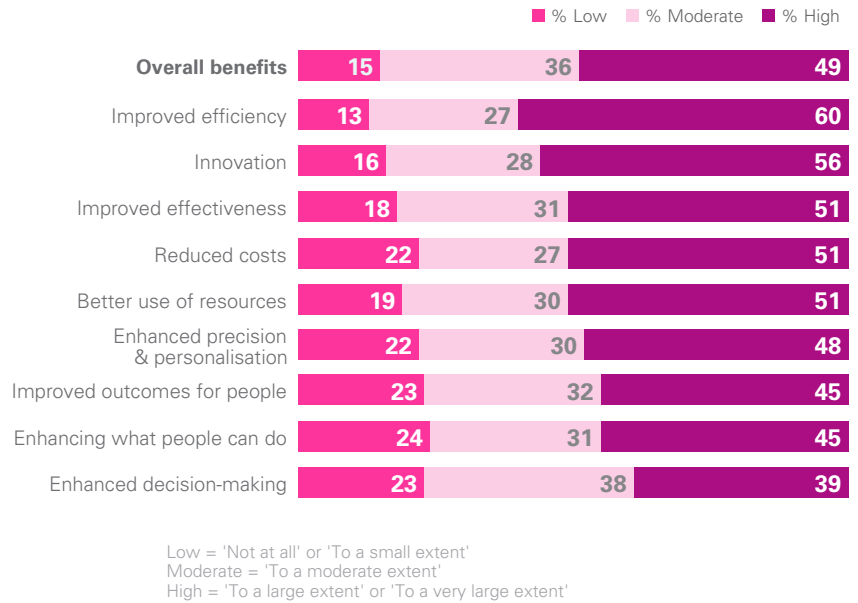 % Low % Moderate % High
Overall benefits 15 36 49
Improved efficiency 13 27 60
Innovation 16 28 56
Improved effectiveness 18 31 51
Reduced costs 22 27 51
Better use of resources 19 30 51
Enhanced precision
& personalisation 22 30 48
Improved outcomes for people 23 32 45
Enhancing what people can do 24 31 45
Enhanced decision-making 23 38 39
Low = 'Not at all' or 'To a small extent'
Moderate = 'To a moderate extent'
High = 'To a large extent' or 'To a very large extent'